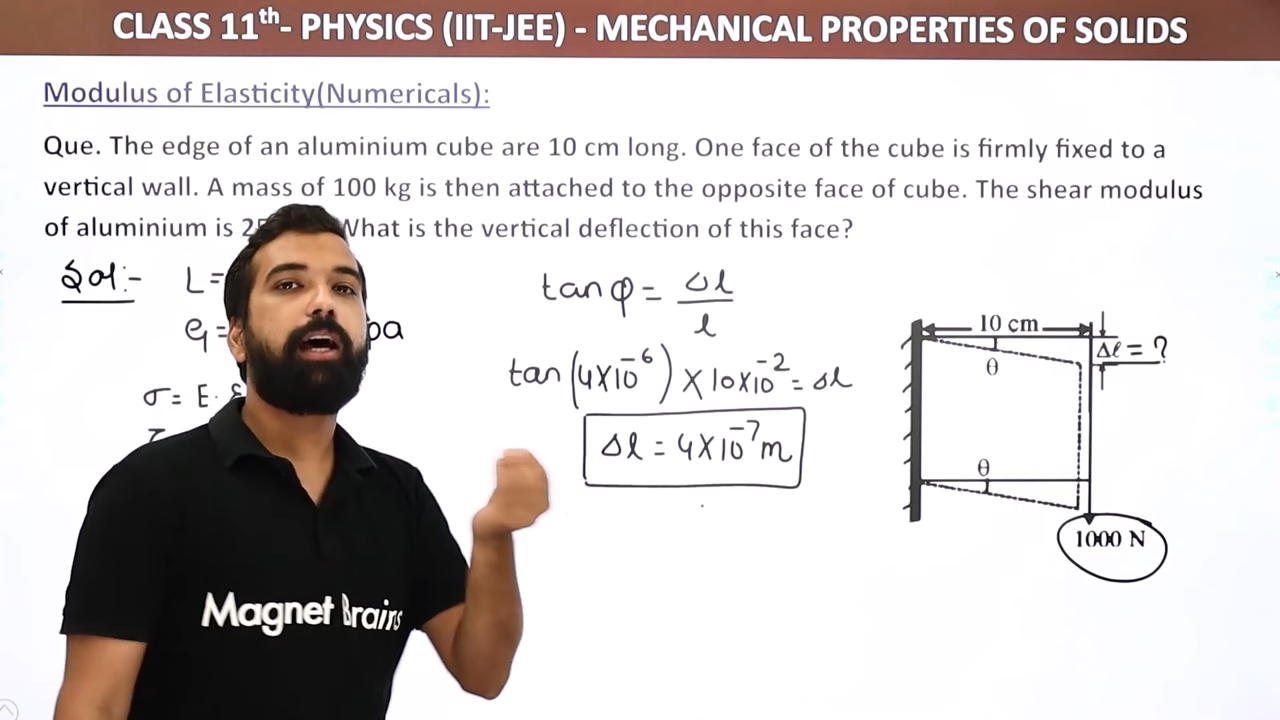 CLASS 11th- PHYSICS (IIT-JEE) - MECHANICAL PROPERTIES OF SOLIDS
Modulus of Elasticity(Numericals):
Que. The edge of an aluminium cube are 10 cm long. One face of the cube is firmly fixed to a
vertical wall. A mass of 100 kg is then attached to the opposite face of cube. The shear modulus
of aluminium is What is the vertical deflection of this face?
Sol:- L=
pa
σ= E.
tan φ = Δl / l
tan (4×10⁻⁶) × 10×10⁻² = Δl
Δl = 4×10⁻⁷ m
10 cm
Δℓ = ?
θ
θ
1000 N
Magnet Brains